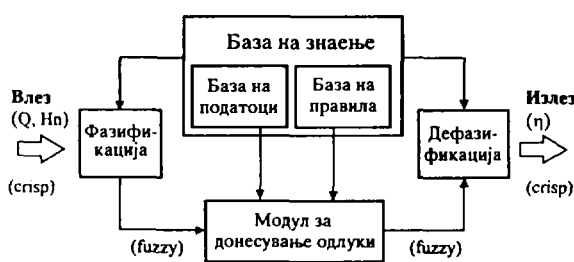 База на знаење
База на
податоци
База на
правила
Влез
(Q, Hn)
(crisp)
Фазифи-
кација
Дефази-
фикација
Излез
(η)
(crisp)
Модул за
донесување одлуки
(fuzzy)
(fuzzy)